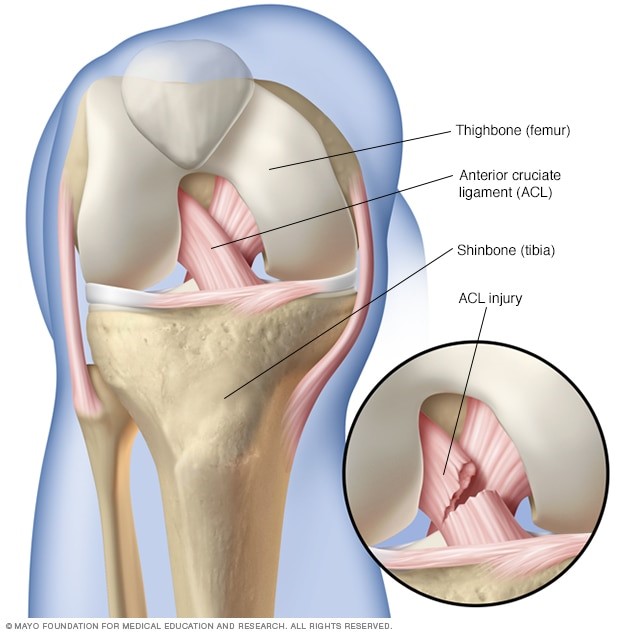 Thighbone (femur)
Anterior cruciate
ligament (ACL)
Shinbone (tibia)
ACL injury
© MAYO FOUNDATION FOR MEDICAL EDUCATION AND RESEARCH. ALL RIGHTS RESERVED.